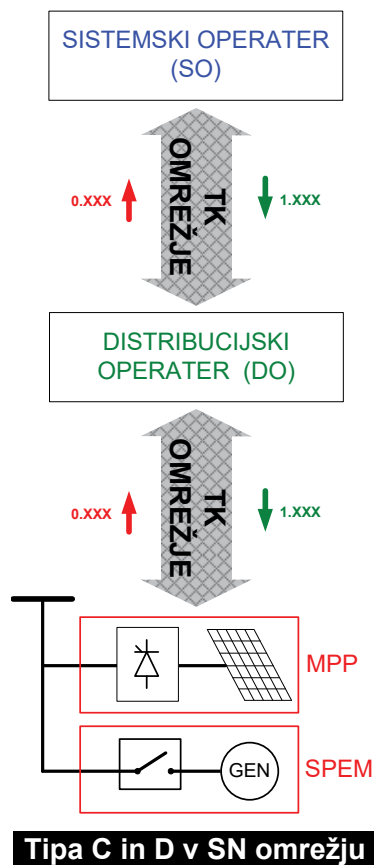 SISTEMSKI OPERATER
(SO)
TK
OMREŽJE
0.XXX
1.XXX
DISTRIBUCIJSKI
OPERATER (DO)
TK
OMREŽJE
0.XXX
1.XXX
MPP
GEN
SPEM
Tipa C in D v SN omrežju